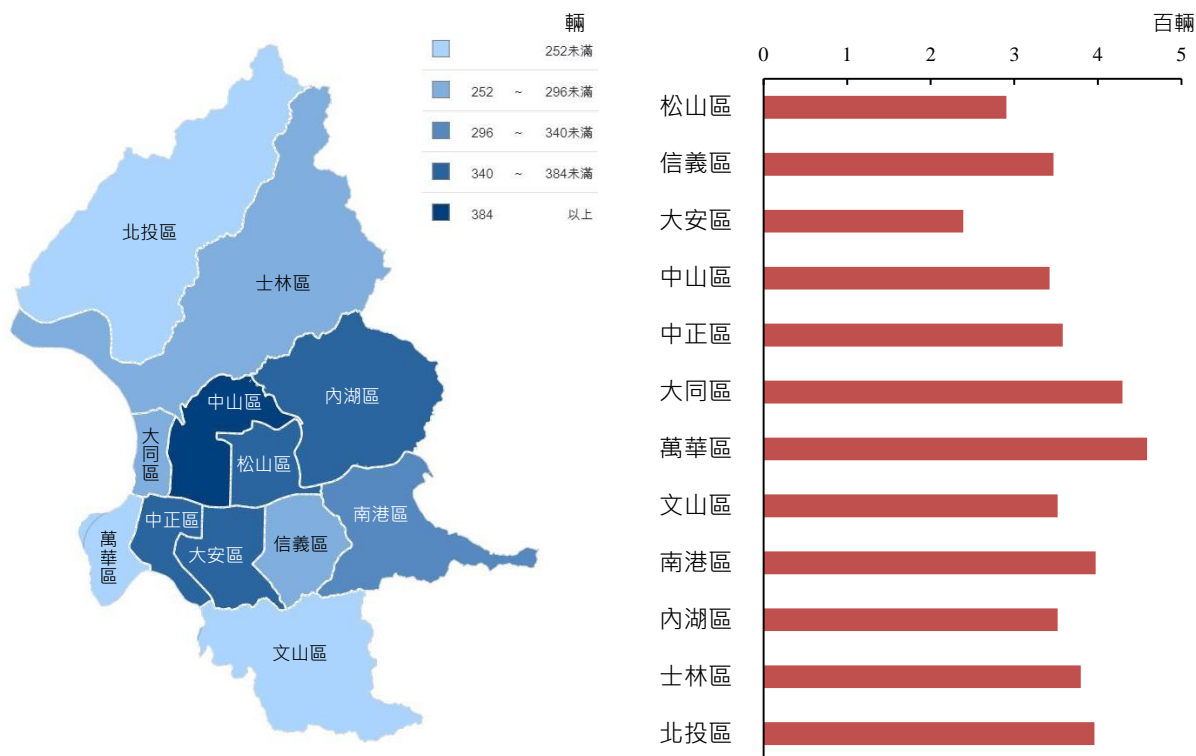 輛
252未滿
252 ~ 296未滿
296 ~ 340未滿
340 ~ 384未滿
384 以上
北投區
士林區
內湖區
中山區
大同區
松山區
南港區
中正區
萬華區
大安區
信義區
文山區
百輛
0 1 2 3 4 5
松山區
信義區
大安區
中山區
中正區
大同區
萬華區
文山區
南港區
內湖區
士林區
北投區